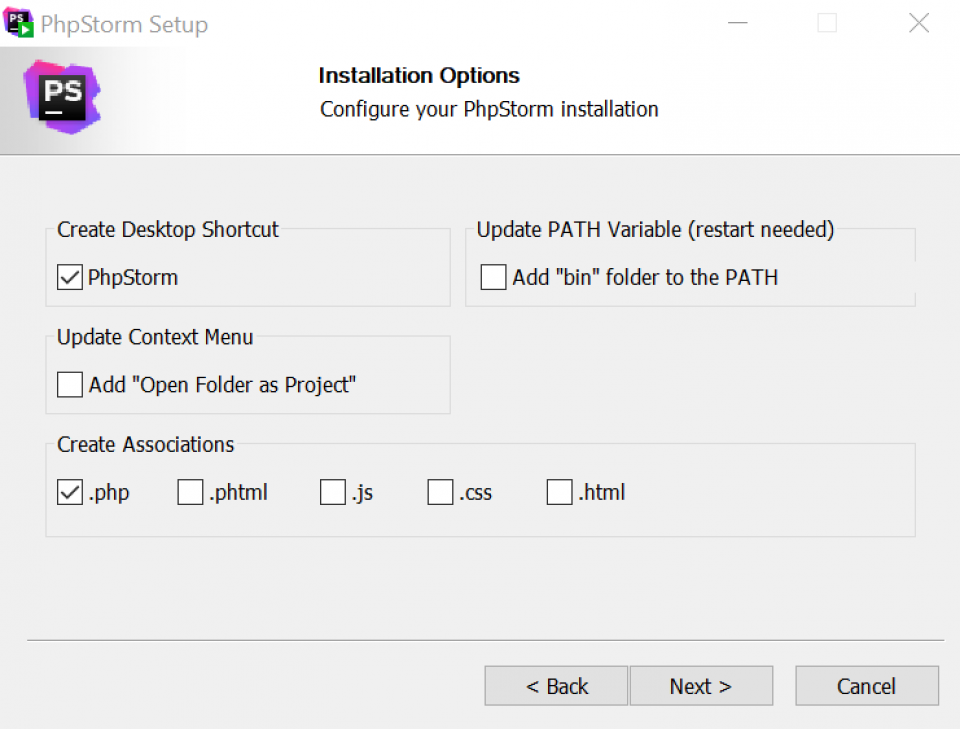 PS PhpStorm Setup
PS
Installation Options
Configure your PhpStorm installation
Create Desktop Shortcut
PhpStorm
Update PATH Variable (restart needed)
Add "bin" folder to the PATH
Update Context Menu
Add "Open Folder as Project"
Create Associations
.php .phtml .js .css .html
< Back Next > Cancel